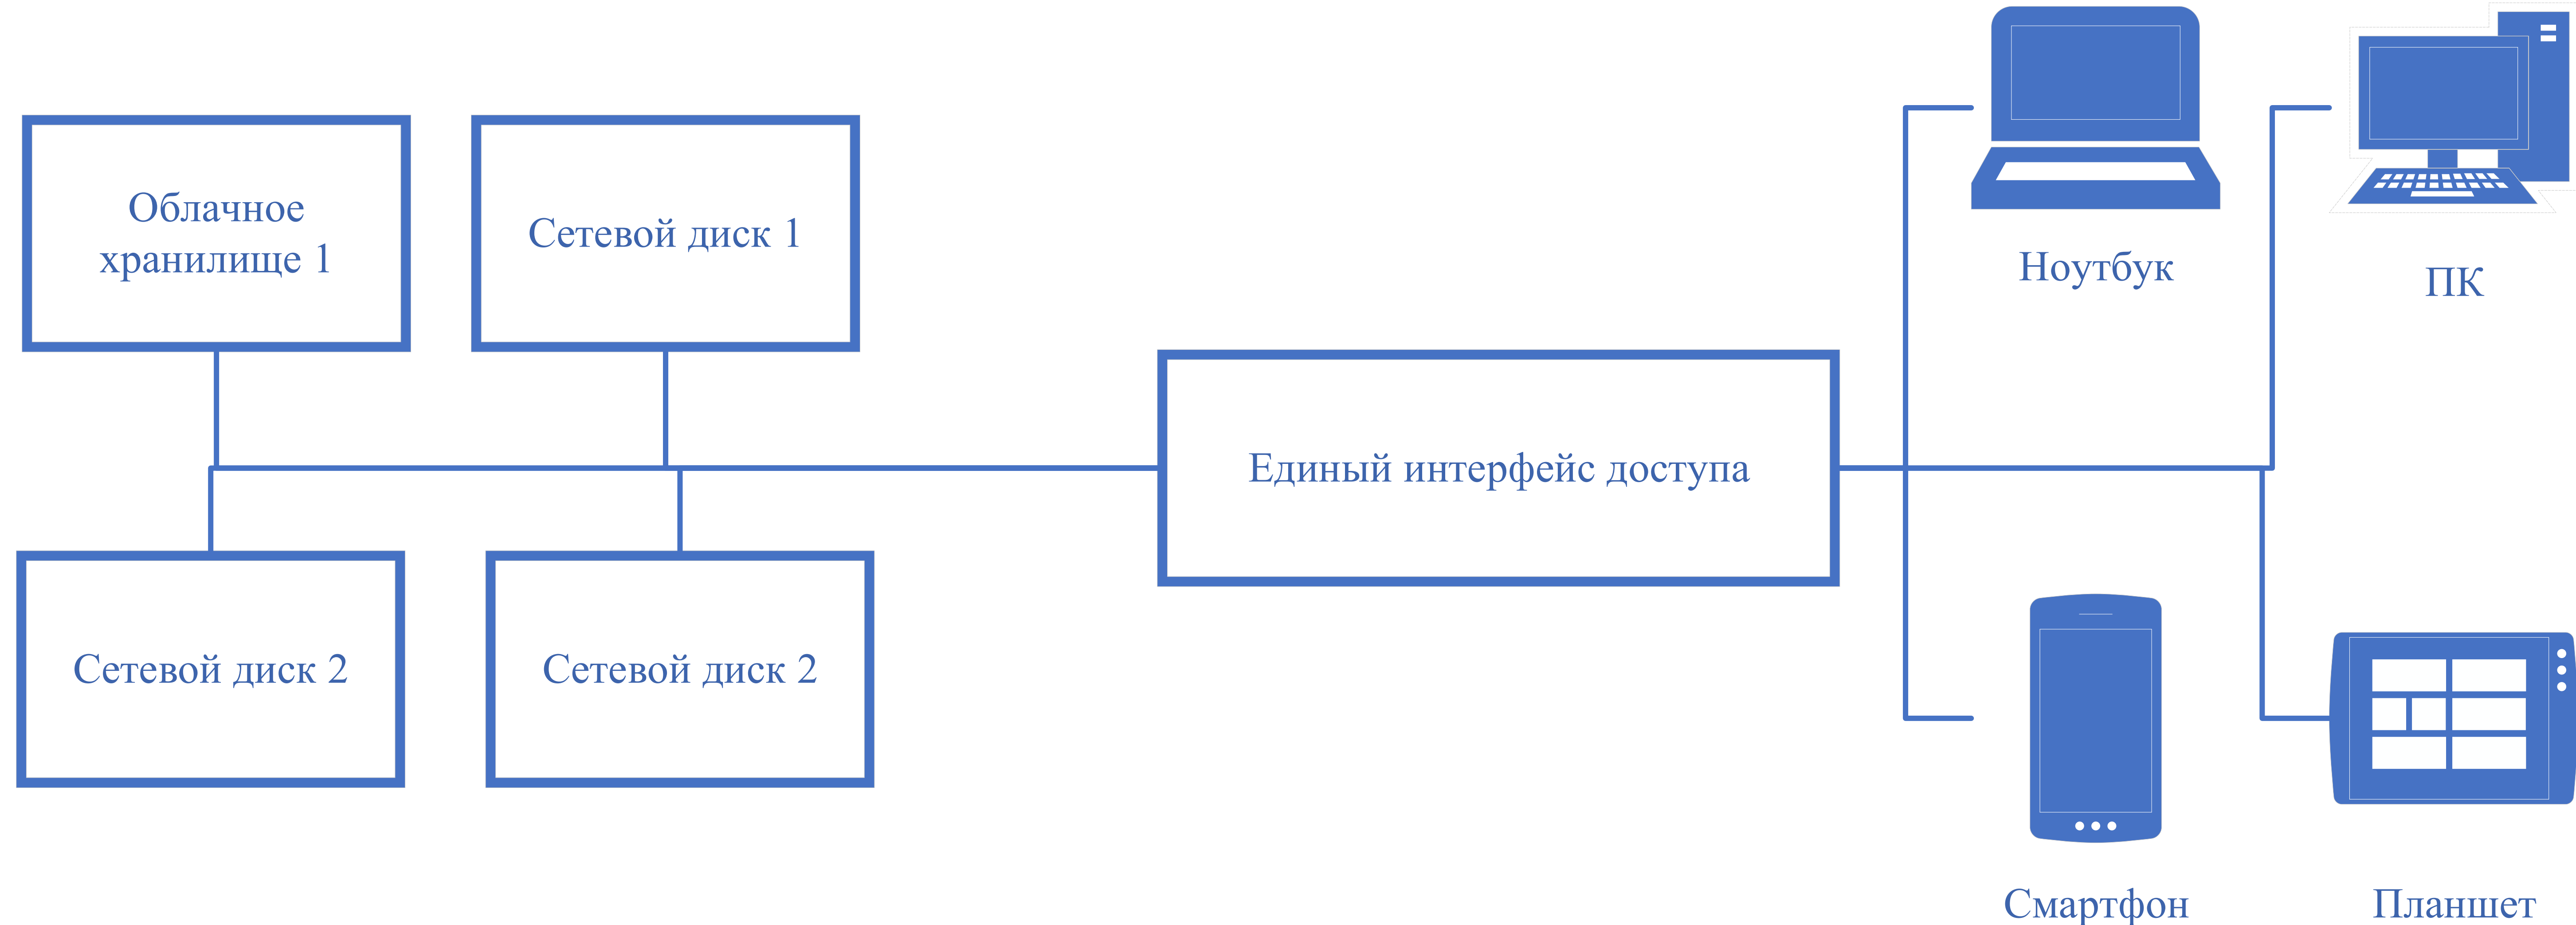 Облачное
хранилище 1
Сетевой диск 1
Ноутбук
ПК
Единый интерфейс доступа
Сетевой диск 2
Сетевой диск 2
Смартфон
Планшет